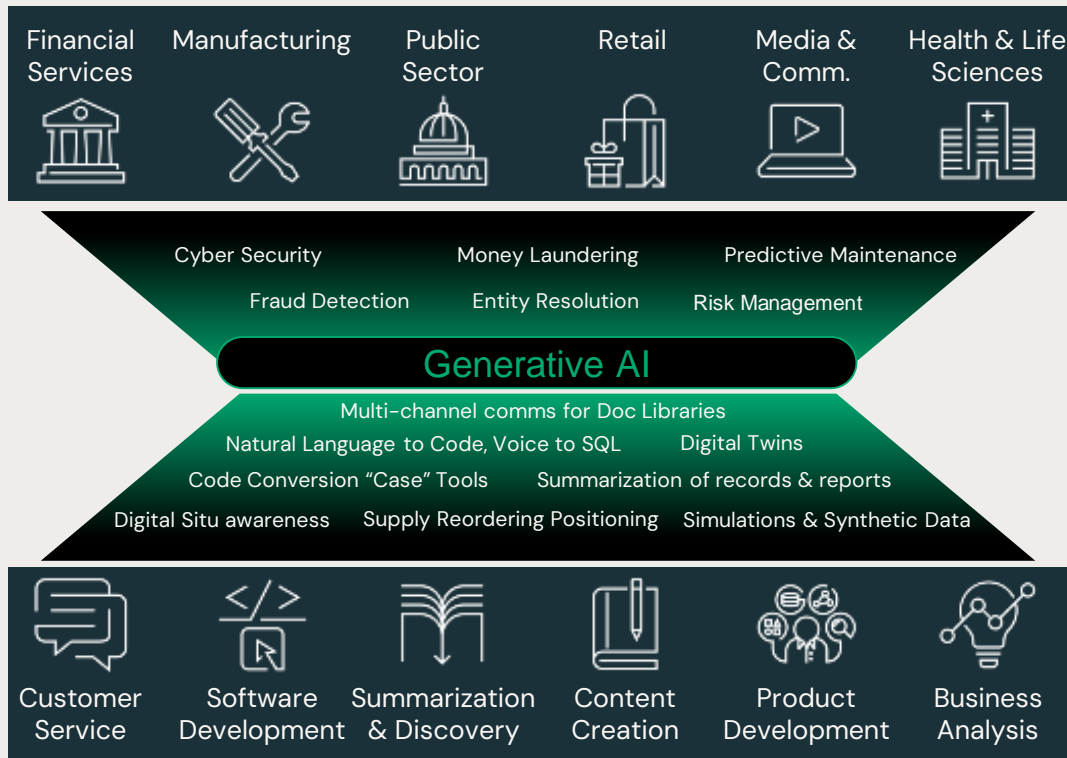 Financial Services
Manufacturing
Public Sector
Retail
Media & Comm.
Health & Life Sciences
Cyber Security
Money Laundering
Predictive Maintenance
Fraud Detection
Entity Resolution
Risk Management
Generative AI
Multi-channel comms for Doc Libraries
Natural Language to Code, Voice to SQL
Digital Twins
Code Conversion “Case” Tools
Summarization of records & reports
Digital Situ awareness
Supply Reordering Positioning
Simulations & Synthetic Data
Customer Service
Software Development
Summarization & Discovery
Content Creation
Product Development
Business Analysis